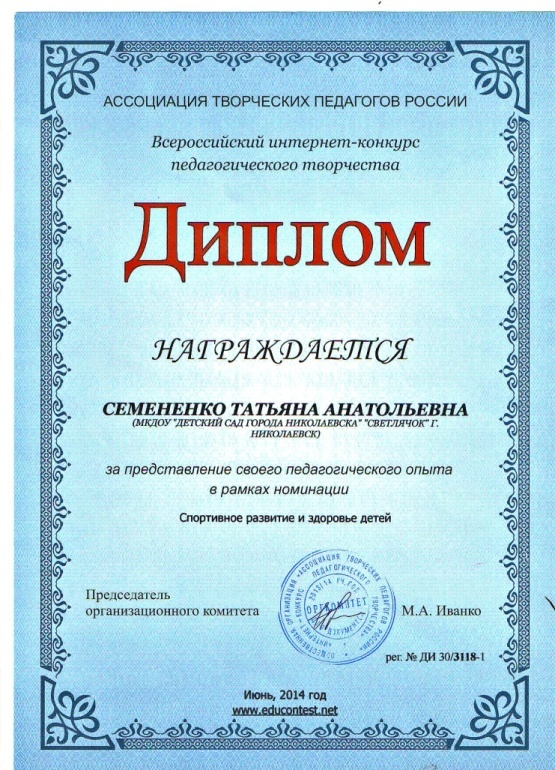 АССОЦИАЦИЯ ТВОРЧЕСКИХ ПЕДАГОГОВ РОССИИ
Всероссийский интернет-конкурс
педагогического творчества
Диплом
НАГРАЖДАЕТСЯ
СЕМЕНЕНКО ТАТЬЯНА АНАТОЛЬЕВНА
(МКДОУ "ДЕТСКИЙ САД ГОРОДА НИКОЛАЕВСКА" "СВЕТЛЯЧОК" Г.
НИКОЛАЕВСК)
за представление своего педагогического опыта
в рамках номинации
Спортивное развитие и здоровье детей
Председатель
организационного комитета
ОРГКОМИТЕТ
М.А. Иванко
рег. № ДИ 30/3118-1
Июнь, 2014 год
www.educontest.net